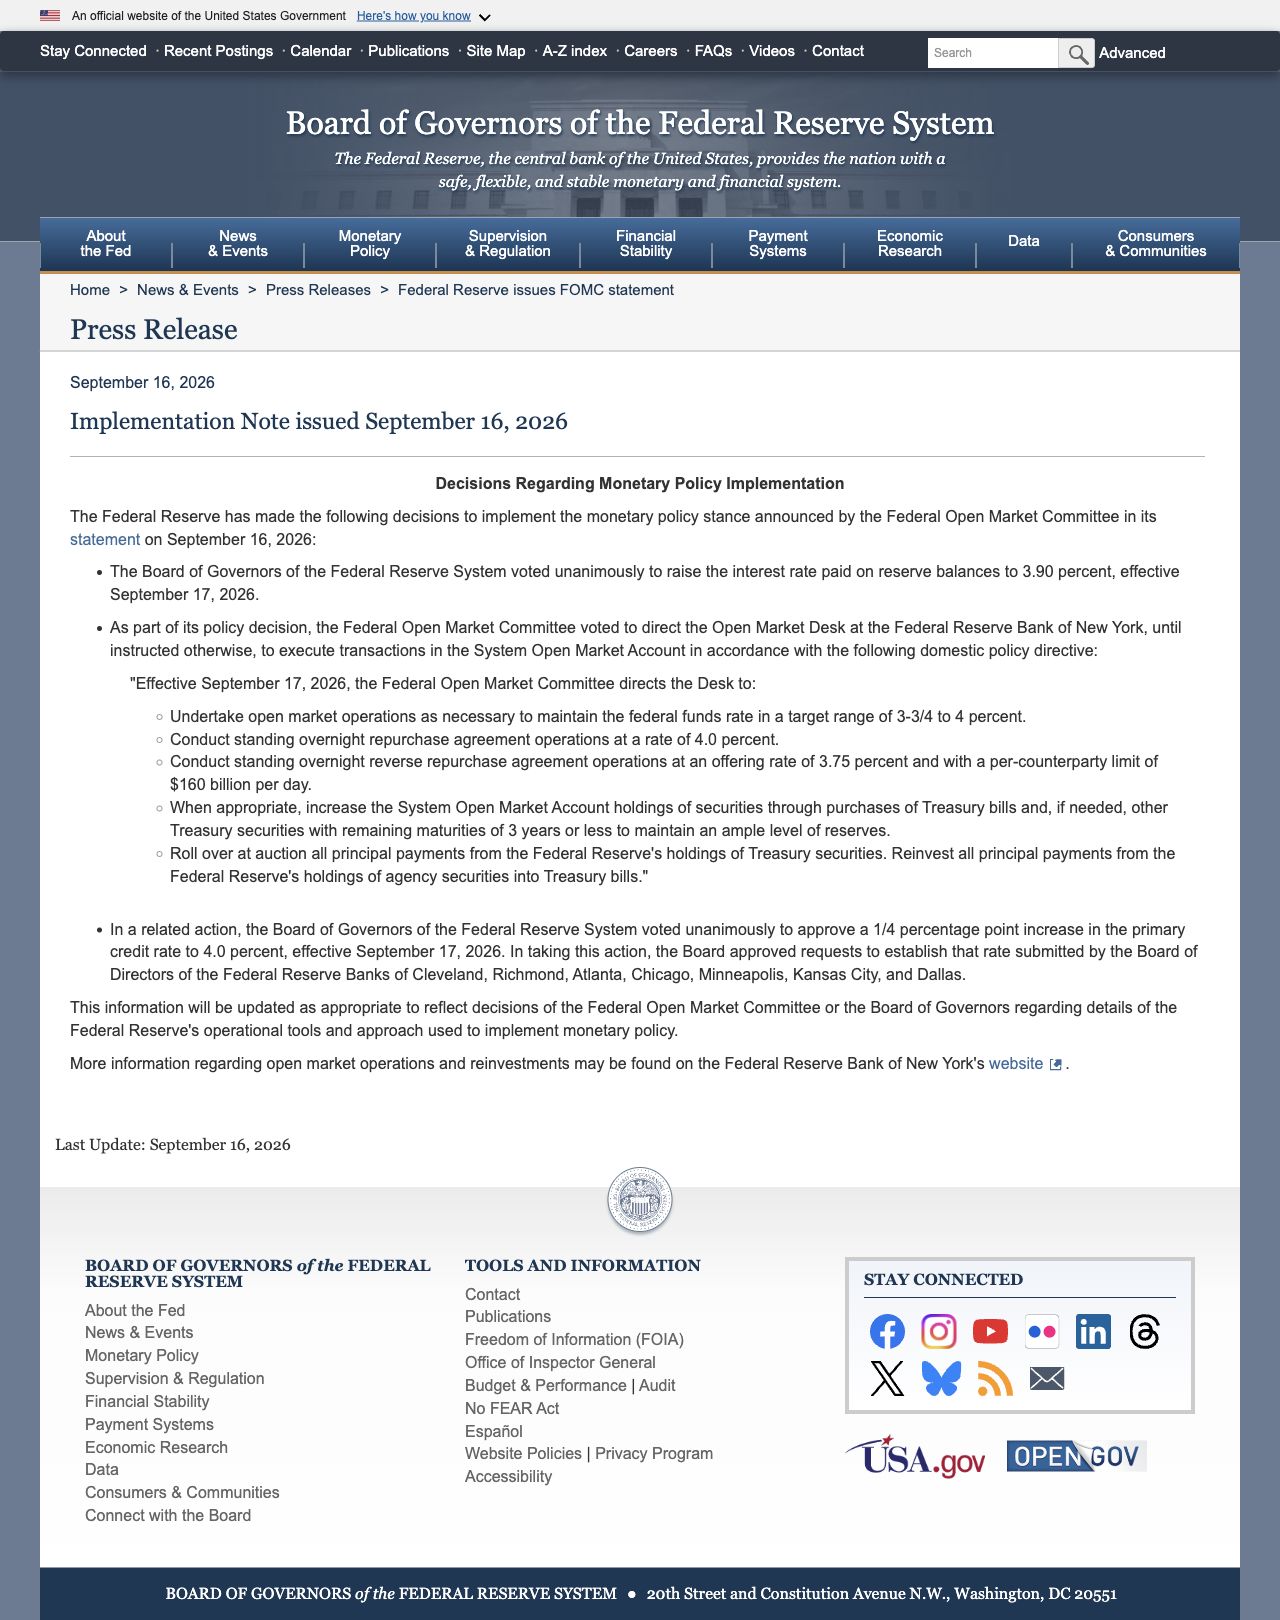 An official website of the United States Government Here's how you know
Stay Connected · Recent Postings · Calendar · Publications · Site Map · A-Z index · Careers · FAQs · Videos · Contact
Search
Advanced
Board of Governors of the Federal Reserve System
The Federal Reserve, the central bank of the United States, provides the nation with a
safe, flexible, and stable monetary and financial system.
About
the Fed
News
& Events
Monetary
Policy
Supervision
& Regulation
Financial
Stability
Payment
Systems
Economic
Research
Data
Consumers
& Communities
Home > News & Events > Press Releases > Federal Reserve issues FOMC statement
Press Release
September 16, 2026
Implementation Note issued September 16, 2026
Decisions Regarding Monetary Policy Implementation
The Federal Reserve has made the following decisions to implement the monetary policy stance announced by the Federal Open Market Committee in its
statement on September 16, 2026:
• The Board of Governors of the Federal Reserve System voted unanimously to raise the interest rate paid on reserve balances to 3.90 percent, effective
September 17, 2026.
• As part of its policy decision, the Federal Open Market Committee voted to direct the Open Market Desk at the Federal Reserve Bank of New York, until
instructed otherwise, to execute transactions in the System Open Market Account in accordance with the following domestic policy directive:
"Effective September 17, 2026, the Federal Open Market Committee directs the Desk to:
○ Undertake open market operations as necessary to maintain the federal funds rate in a target range of 3-3/4 to 4 percent.
○ Conduct standing overnight repurchase agreement operations at a rate of 4.0 percent.
○ Conduct standing overnight reverse repurchase agreement operations at an offering rate of 3.75 percent and with a per-counterparty limit of
$160 billion per day.
○ When appropriate, increase the System Open Market Account holdings of securities through purchases of Treasury bills and, if needed, other
Treasury securities with remaining maturities of 3 years or less to maintain an ample level of reserves.
○ Roll over at auction all principal payments from the Federal Reserve's holdings of Treasury securities. Reinvest all principal payments from the
Federal Reserve's holdings of agency securities into Treasury bills."
• In a related action, the Board of Governors of the Federal Reserve System voted unanimously to approve a 1/4 percentage point increase in the primary
credit rate to 4.0 percent, effective September 17, 2026. In taking this action, the Board approved requests to establish that rate submitted by the Board of
Directors of the Federal Reserve Banks of Cleveland, Richmond, Atlanta, Chicago, Minneapolis, Kansas City, and Dallas.
This information will be updated as appropriate to reflect decisions of the Federal Open Market Committee or the Board of Governors regarding details of the
Federal Reserve's operational tools and approach used to implement monetary policy.
More information regarding open market operations and reinvestments may be found on the Federal Reserve Bank of New York's website .
Last Update: September 16, 2026
BOARD OF GOVERNORS of the FEDERAL
RESERVE SYSTEM
About the Fed
News & Events
Monetary Policy
Supervision & Regulation
Financial Stability
Payment Systems
Economic Research
Data
Consumers & Communities
Connect with the Board
TOOLS AND INFORMATION
Contact
Publications
Freedom of Information (FOIA)
Office of Inspector General
Budget & Performance | Audit
No FEAR Act
Español
Website Policies | Privacy Program
Accessibility
STAY CONNECTED
USA.gov
OPEN GOV
BOARD OF GOVERNORS of the FEDERAL RESERVE SYSTEM ● 20th Street and Constitution Avenue N.W., Washington, DC 20551